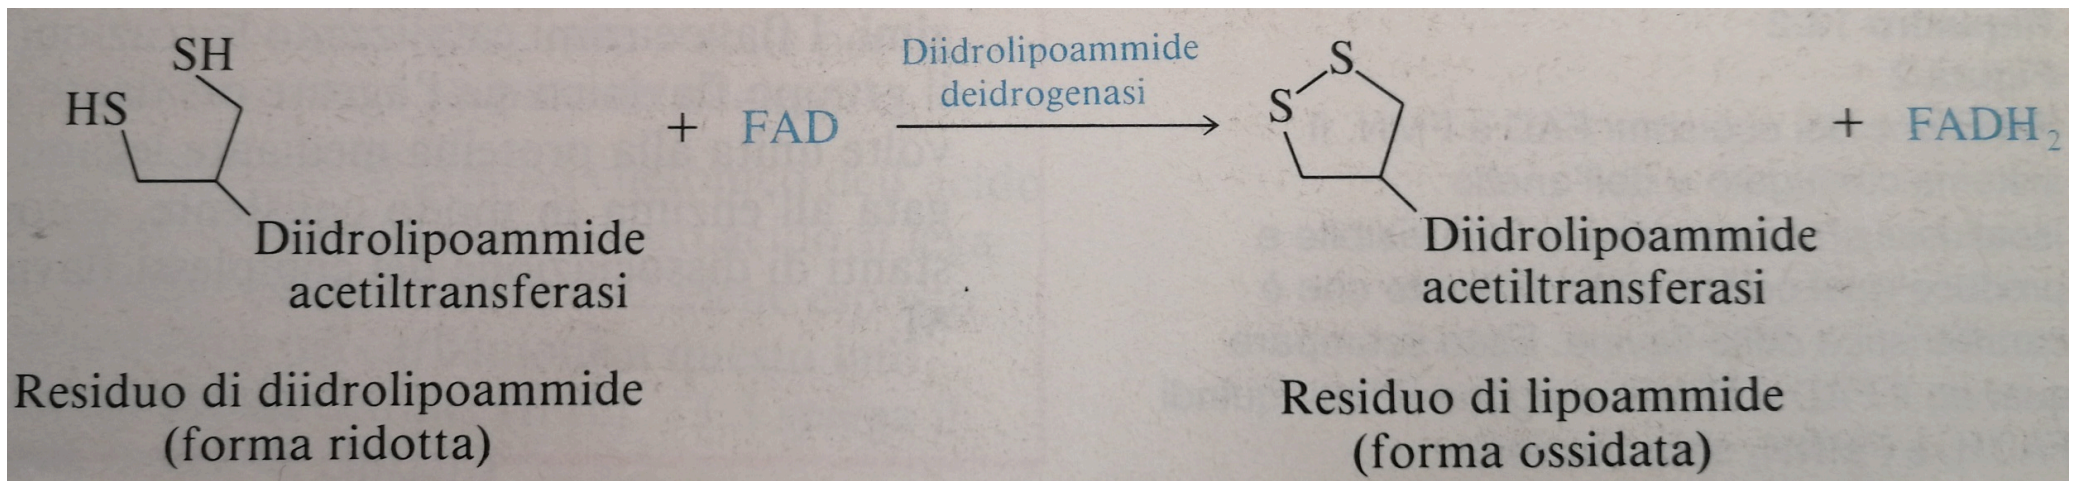 SH
HS
+ FAD
Diidrolipoammide
deidrogenasi
S
S
+ FADH₂
Diidrolipoammide
acetiltransferasi
Diidrolipoammide
acetiltransferasi
Residuo di diidrolipoammide
(forma ridotta)
Residuo di lipoammide
(forma ossidata)